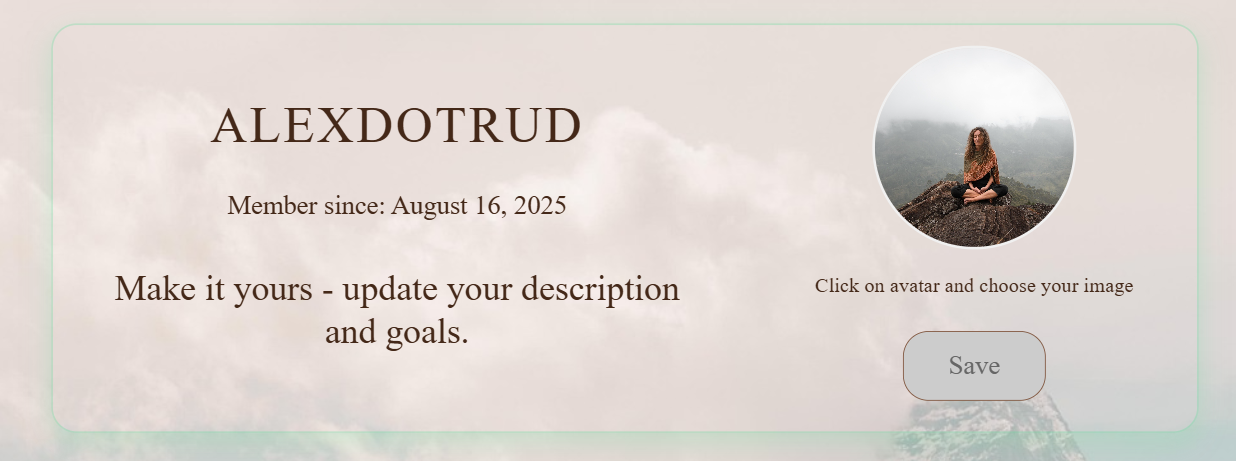 ALEXDOTRUD
Member since: August 16, 2025
Make it yours - update your description
and goals.
Click on avatar and choose your image
Save